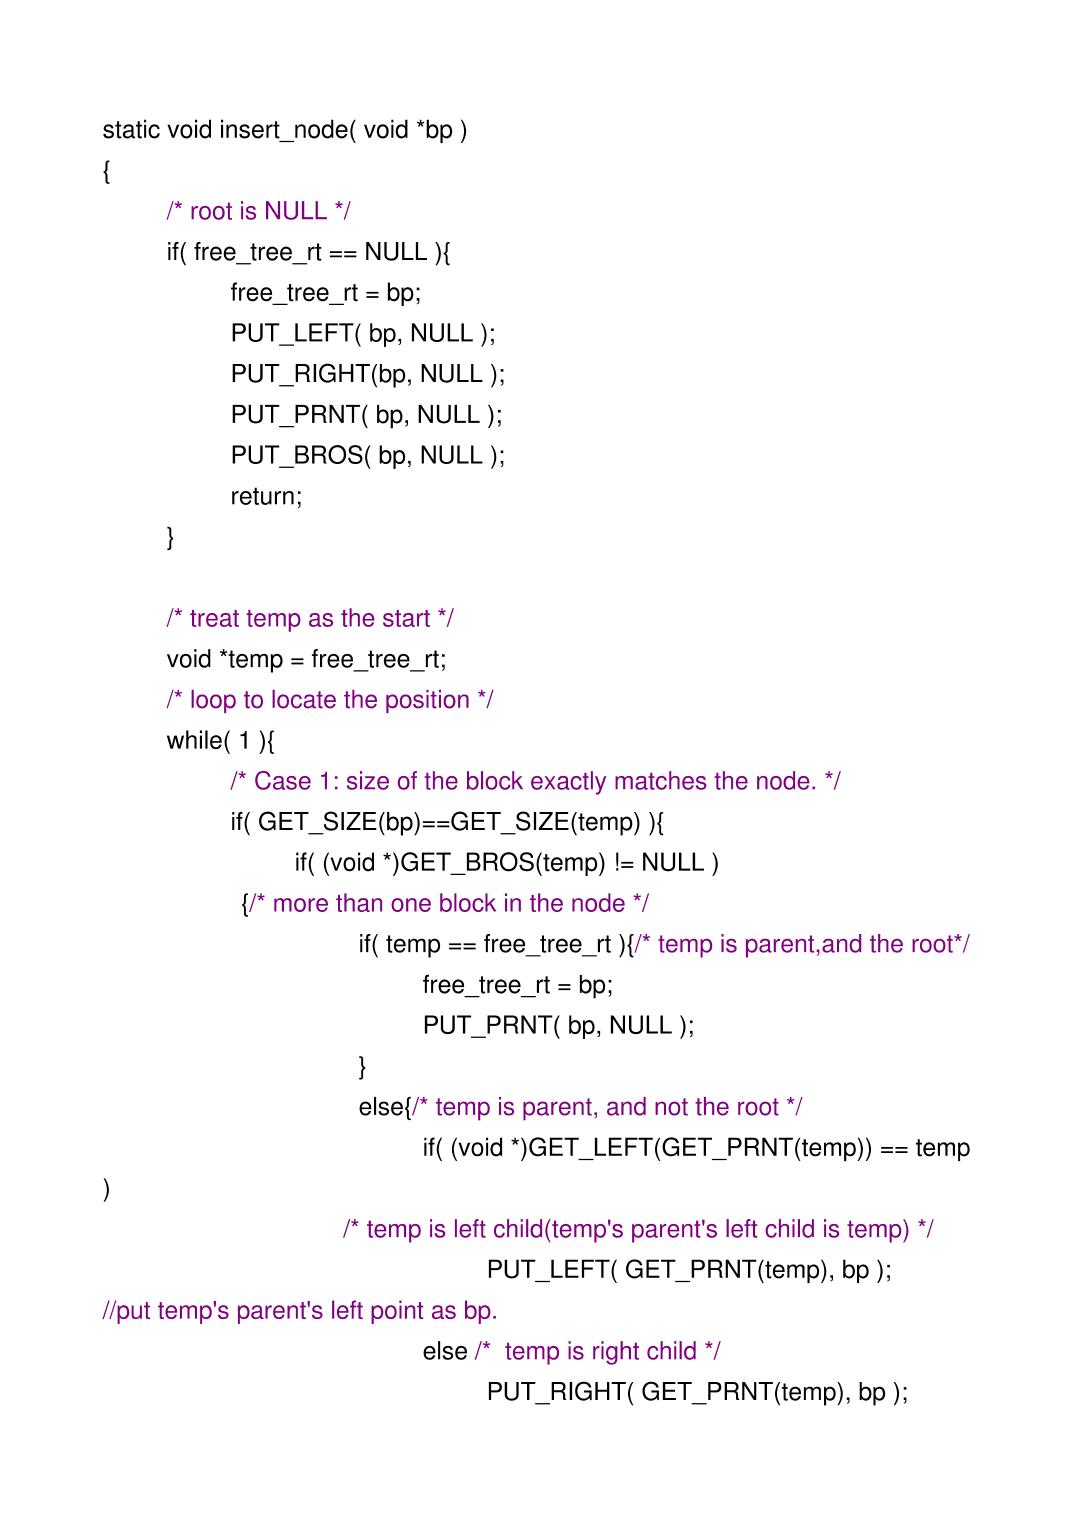 static void insert_node( void *bp )
{
/* root is NULL */
if( free_tree_rt == NULL ){
free_tree_rt = bp;
PUT_LEFT( bp, NULL );
PUT_RIGHT(bp, NULL );
PUT_PRNT( bp, NULL );
PUT_BROS( bp, NULL );
return;
}
/* treat temp as the start */
void *temp = free_tree_rt;
/* loop to locate the position */
while( 1 ){
/* Case 1: size of the block exactly matches the node. */
if( GET_SIZE(bp)==GET_SIZE(temp) ){
if( (void *)GET_BROS(temp) != NULL )
{/* more than one block in the node */
if( temp == free_tree_rt ){/* temp is parent,and the root*/
free_tree_rt = bp;
PUT_PRNT( bp, NULL );
}
else{/* temp is parent, and not the root */
if( (void *)GET_LEFT(GET_PRNT(temp)) == temp
)
/* temp is left child(temp's parent's left child is temp) */
PUT_LEFT( GET_PRNT(temp), bp );
//put temp's parent's left point as bp.
else /*  temp is right child */
PUT_RIGHT( GET_PRNT(temp), bp );